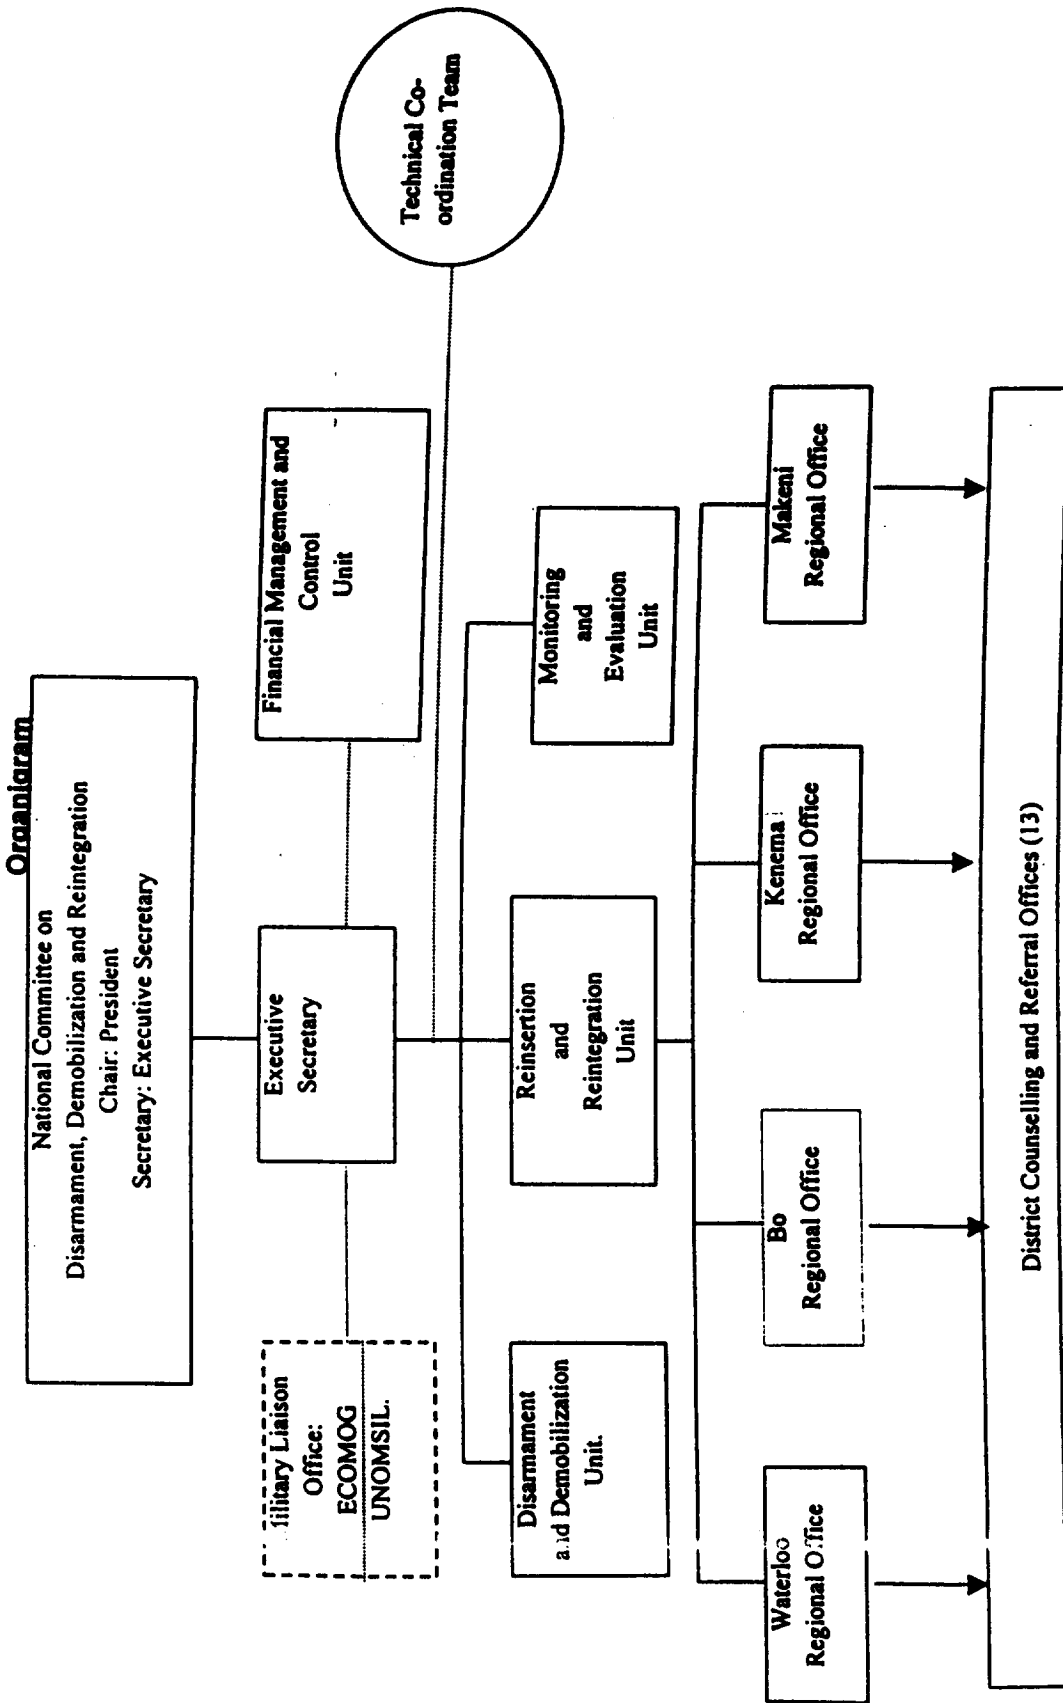 Organigram
National Committee on
Disarmament, Demobilization and Reintegration
Chair: President
Secretary: Executive Secretary
Military Liaison
Office:
ECOMOG
UNOMSIL.
Executive
Secretary
Financial Management and
Control
Unit
Technical Co-
ordination Team
Disarmament
and Demobilization
Unit.
Reinsertion
and
Reintegration
Unit
Monitoring
and
Evaluation
Unit
Waterloo
Regional Office
Bo
Regional Office
Kenema
Regional Office
Makeni
Regional Office
District Counselling and Referral Offices (13)